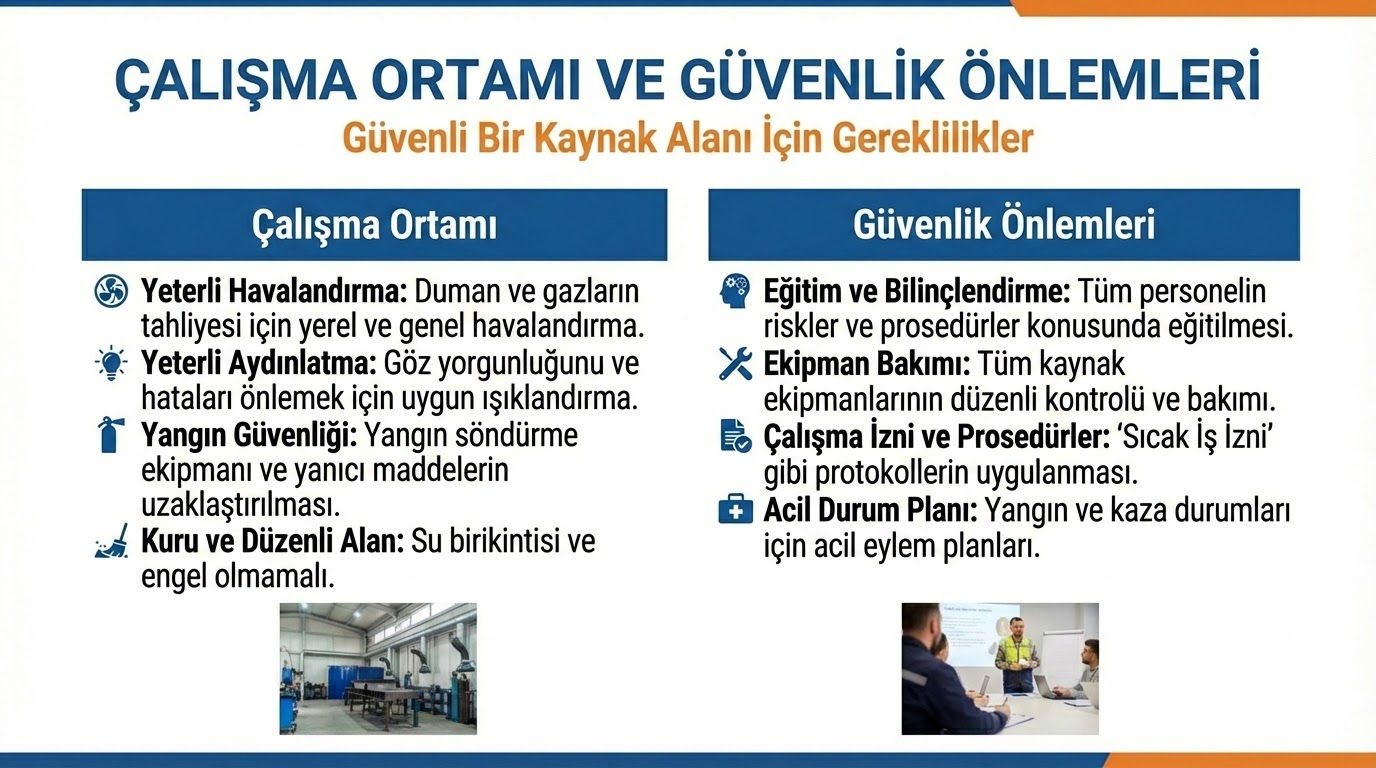 ÇALIŞMA ORTAMI VE GÜVENLİK ÖNLEMLERİ
Güvenli Bir Kaynak Alanı İçin Gereklilikler
Çalışma Ortamı
Yeterli Havalandırma: Duman ve gazların
tahliyesi için yerel ve genel havalandırma.
Yeterli Aydınlatma: Göz yorgunluğunu ve
hataları önlemek için uygun ışıklandırma.
Yangın Güvenliği: Yangın söndürme
ekipmanı ve yanıcı maddelerin
uzaklaştırılması.
Kuru ve Düzenli Alan: Su birikintisi ve
engel olmamalı.
Güvenlik Önlemleri
Eğitim ve Bilinçlendirme: Tüm personelin
riskler ve prosedürler konusunda eğitilmesi.
Ekipman Bakımı: Tüm kaynak
ekipmanlarının düzenli kontrolü ve bakımı.
Çalışma İzni ve Prosedürler: ‘Sıcak İş İzni’
gibi protokollerin uygulanması.
Acil Durum Planı: Yangın ve kaza durumları
için acil eylem planları.